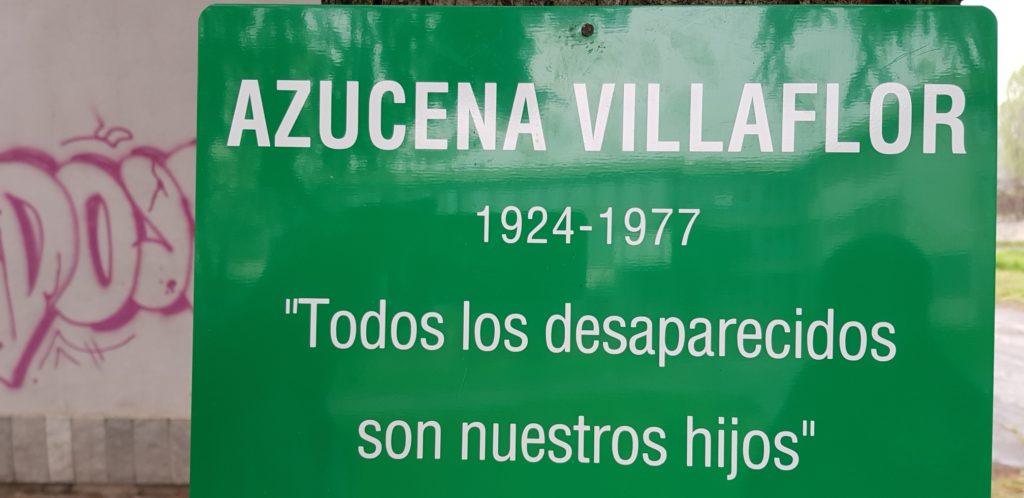 AZUCENA VILLAFLOR
1924-1977
"Todos los desaparecidos
son nuestros hijos"